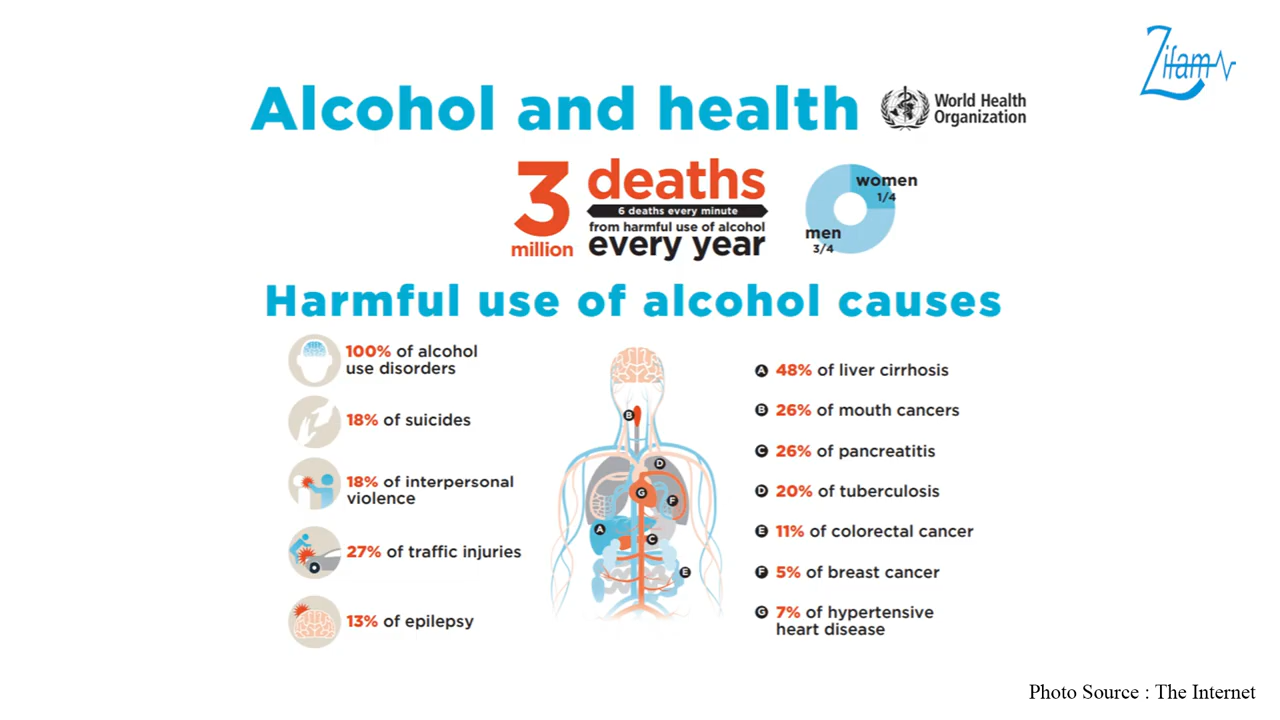 Zifam
Alcohol and health
World Health
Organization
3
million
deaths
6 deaths every minute
from harmful use of alcohol
every year
women
1/4
men
3/4
Harmful use of alcohol causes
100% of alcohol
use disorders
18% of suicides
18% of interpersonal
violence
27% of traffic injuries
13% of epilepsy
B
D
G
F
A
C
E
A 48% of liver cirrhosis
B 26% of mouth cancers
C 26% of pancreatitis
D 20% of tuberculosis
E 11% of colorectal cancer
F 5% of breast cancer
G 7% of hypertensive
heart disease
Photo Source : The Internet